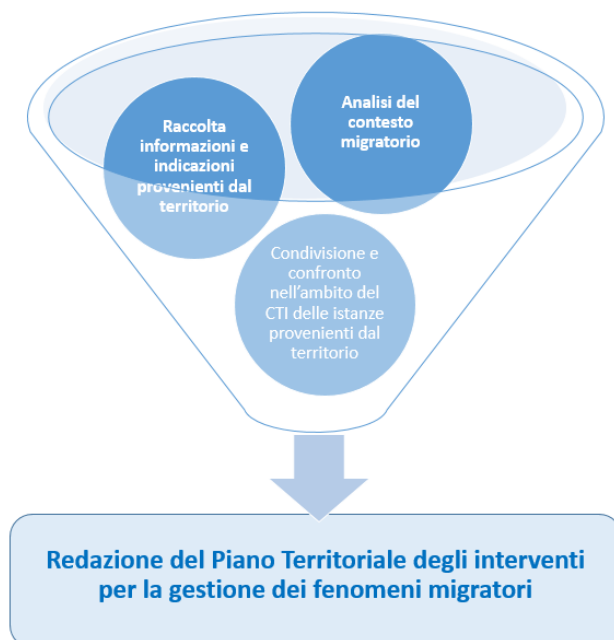 Raccolta
informazioni e
indicazioni
provenienti dal
territorio
Analisi del
contesto
migratorio
Condivisione e
confronto
nell'ambito del
CTI delle istanze
provenienti dal
territorio
Redazione del Piano Territoriale degli interventi
per la gestione dei fenomeni migratori